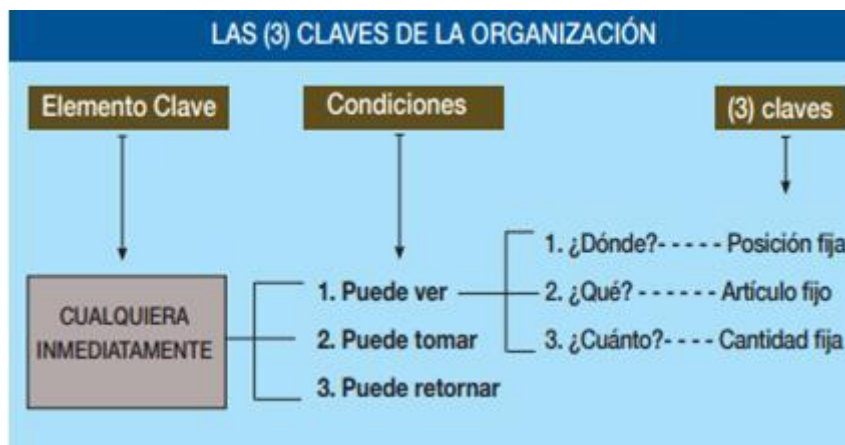 LAS (3) CLAVES DE LA ORGANIZACIÓN
Elemento Clave
Condiciones
(3) claves
CUALQUIERA
INMEDIATAMENTE
1. Puede ver
2. Puede tomar
3. Puede retornar
1. ¿Dónde?- - - - - Posición fija
2. ¿Qué? - - - - - - Artículo fijo
3. ¿Cuánto?- - - - Cantidad fija